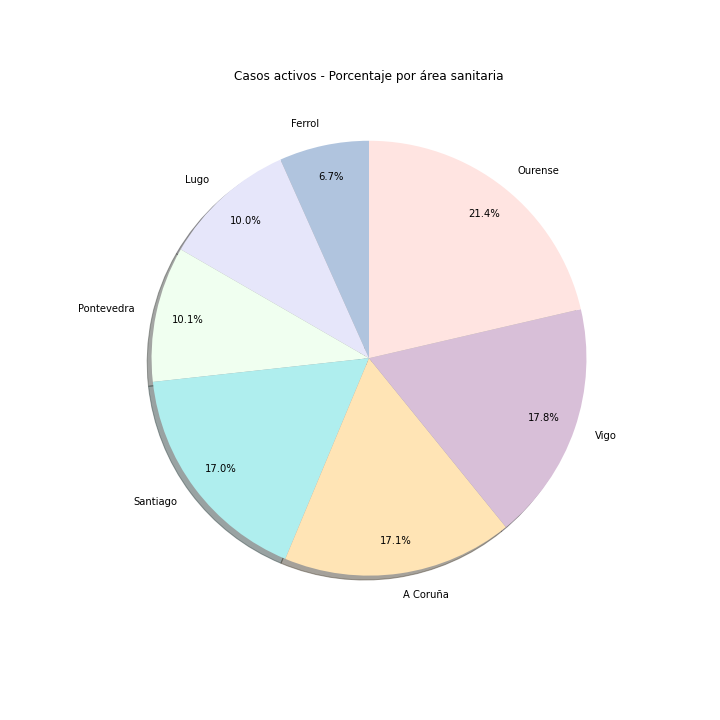 Casos activos - Porcentaje por área sanitaria
Ferrol
6.7%
Ourense
21.4%
Lugo
10.0%
Pontevedra
10.1%
Vigo
17.8%
Santiago
17.0%
A Coruña
17.1%